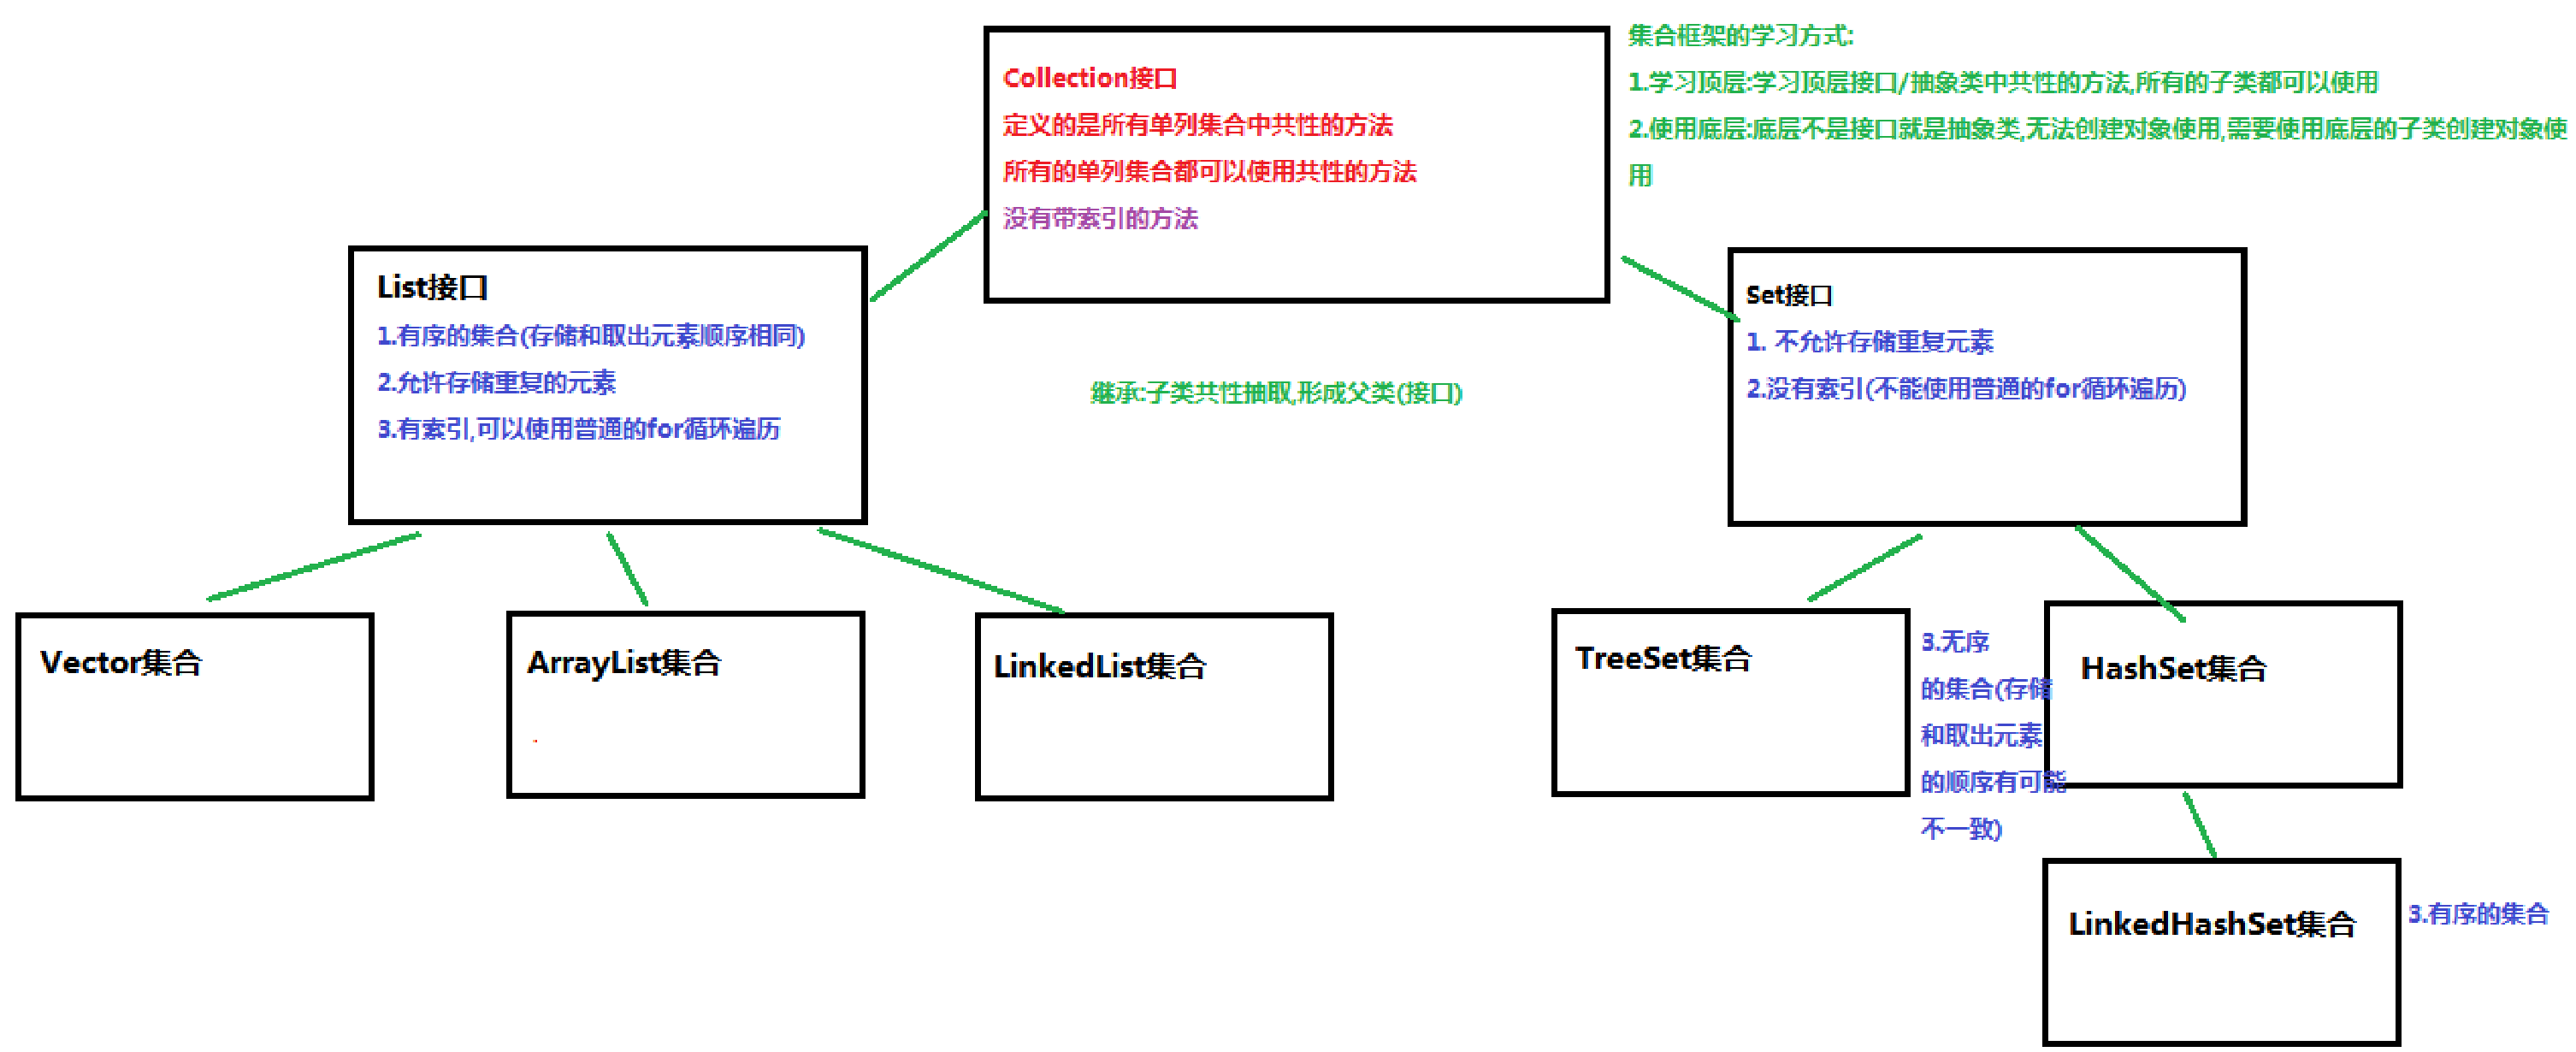 Collection接口
定义的是所有单列集合中共性的方法
所有的单列集合都可以使用共性的方法
没有带索引的方法
集合框架的学习方式:
1.学习顶层:学习顶层接口/抽象类中共性的方法,所有的子类都可以使用
2.使用底层:底层不是接口就是抽象类,无法创建对象使用,需要使用底层的子类创建对象使
用
List接口
1.有序的集合(存储和取出元素顺序相同)
2.允许存储重复的元素
3.有索引,可以使用普通的for循环遍历
继承:子类共性抽取,形成父类(接口)
Set接口
1. 不允许存储重复元素
2.没有索引(不能使用普通的for循环遍历)
Vector集合
ArrayList集合
LinkedList集合
TreeSet集合
3.无序
的集合(存储
和取出元素
的顺序有可能
不一致)
HashSet集合
LinkedHashSet集合
3.有序的集合